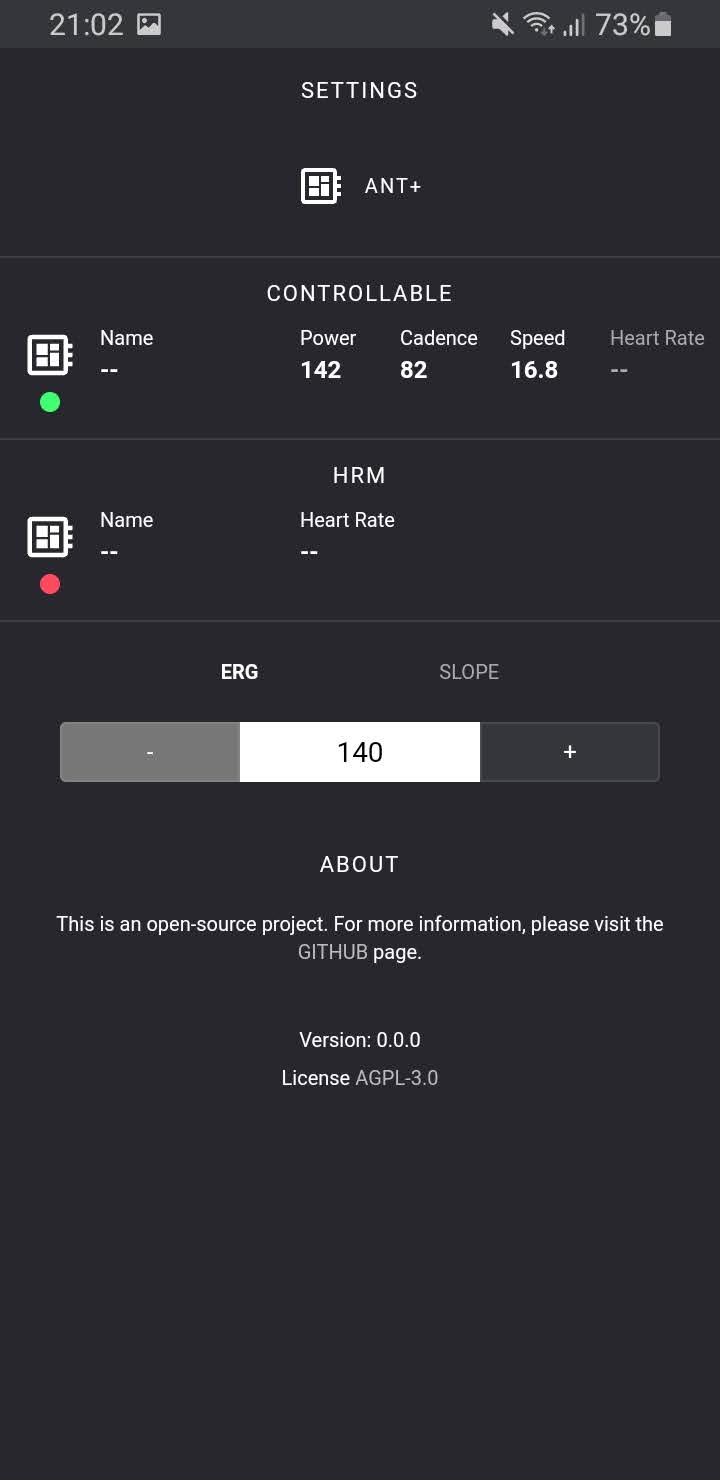 21:02 73%
SETTINGS
ANT+
CONTROLLABLE
Name Power Cadence Speed Heart Rate
-- 142 82 16.8 --
HRM
Name Heart Rate
-- --
ERG SLOPE
- 140 +
ABOUT
This is an open-source project. For more information, please visit the
GITHUB page.
Version: 0.0.0
License AGPL-3.0